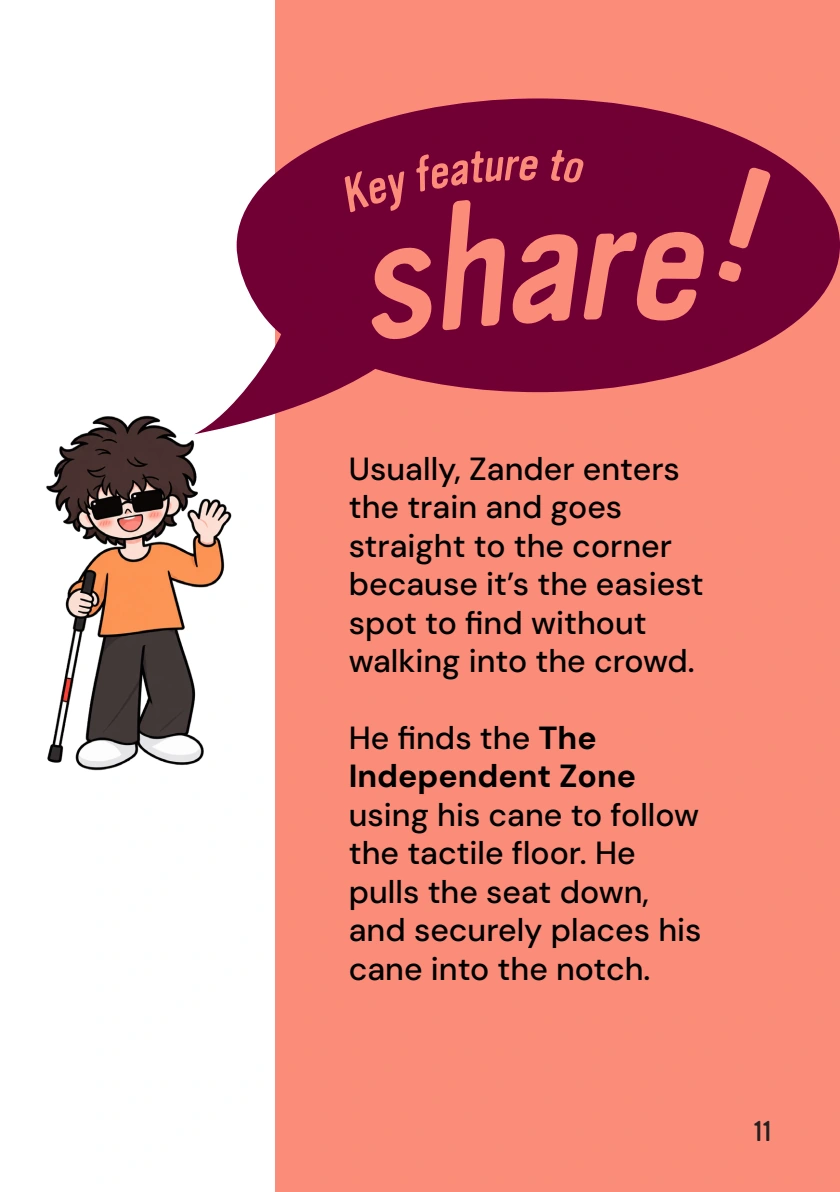 Key feature to
share!
Usually, Zander enters
the train and goes
straight to the corner
because it’s the easiest
spot to find without
walking into the crowd.
He finds the The
Independent Zone
using his cane to follow
the tactile floor. He
pulls the seat down,
and securely places his
cane into the notch.
11